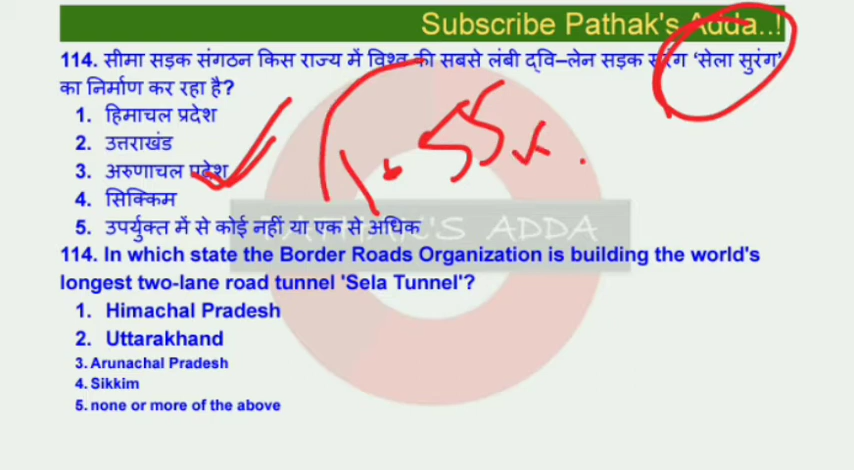 Subscribe Pathak's Adda..!
114. सीमा सड़क संगठन किस राज्य में विश्व की सबसे लंबी द्वि–लेन सड़क सुरंग ‘सेला सुरंग’
का निर्माण कर रहा है?
1. हिमाचल प्रदेश
2. उत्तराखंड
3. अरुणाचल प्रदेश
4. सिक्किम
5. उपर्युक्त में से कोई नहीं या एक से अधिक
PATHAK'S ADDA
114. In which state the Border Roads Organization is building the world's
longest two-lane road tunnel 'Sela Tunnel'?
1. Himachal Pradesh
2. Uttarakhand
3. Arunachal Pradesh
4. Sikkim
5. none or more of the above